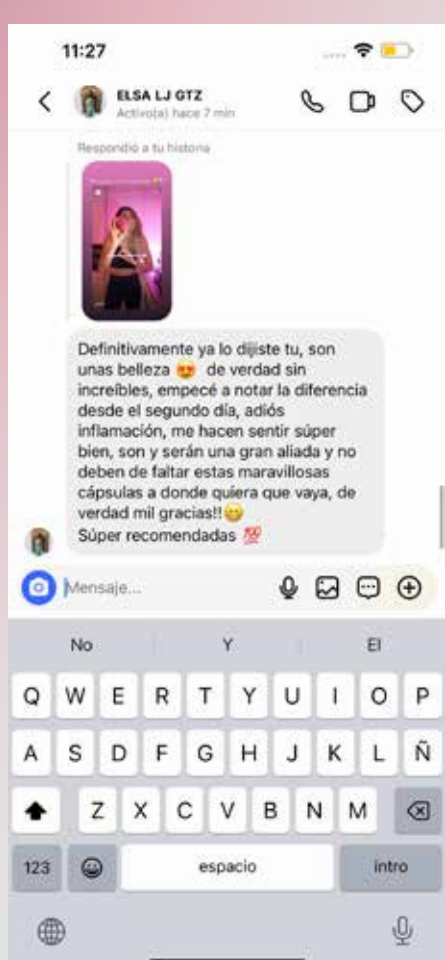 11:27
ELSA LJ GTZ
Activo(a) hace 7 min
Respondió a tu historia
Definitivamente ya lo dijiste tu, son
unas belleza 😍 de verdad sin
increíbles, empecé a notar la diferencia
desde el segundo día, adiós
inflamación, me hacen sentir súper
bien, son y serán una gran aliada y no
deben de faltar estas maravillosas
cápsulas a donde quiera que vaya, de
verdad mil gracias!!😄
Súper recomendadas 💯
Mensaje...
No Y El
Q W E R T Y U I O P
A S D F G H J K L Ñ
Z X C V B N M
123 espacio intro